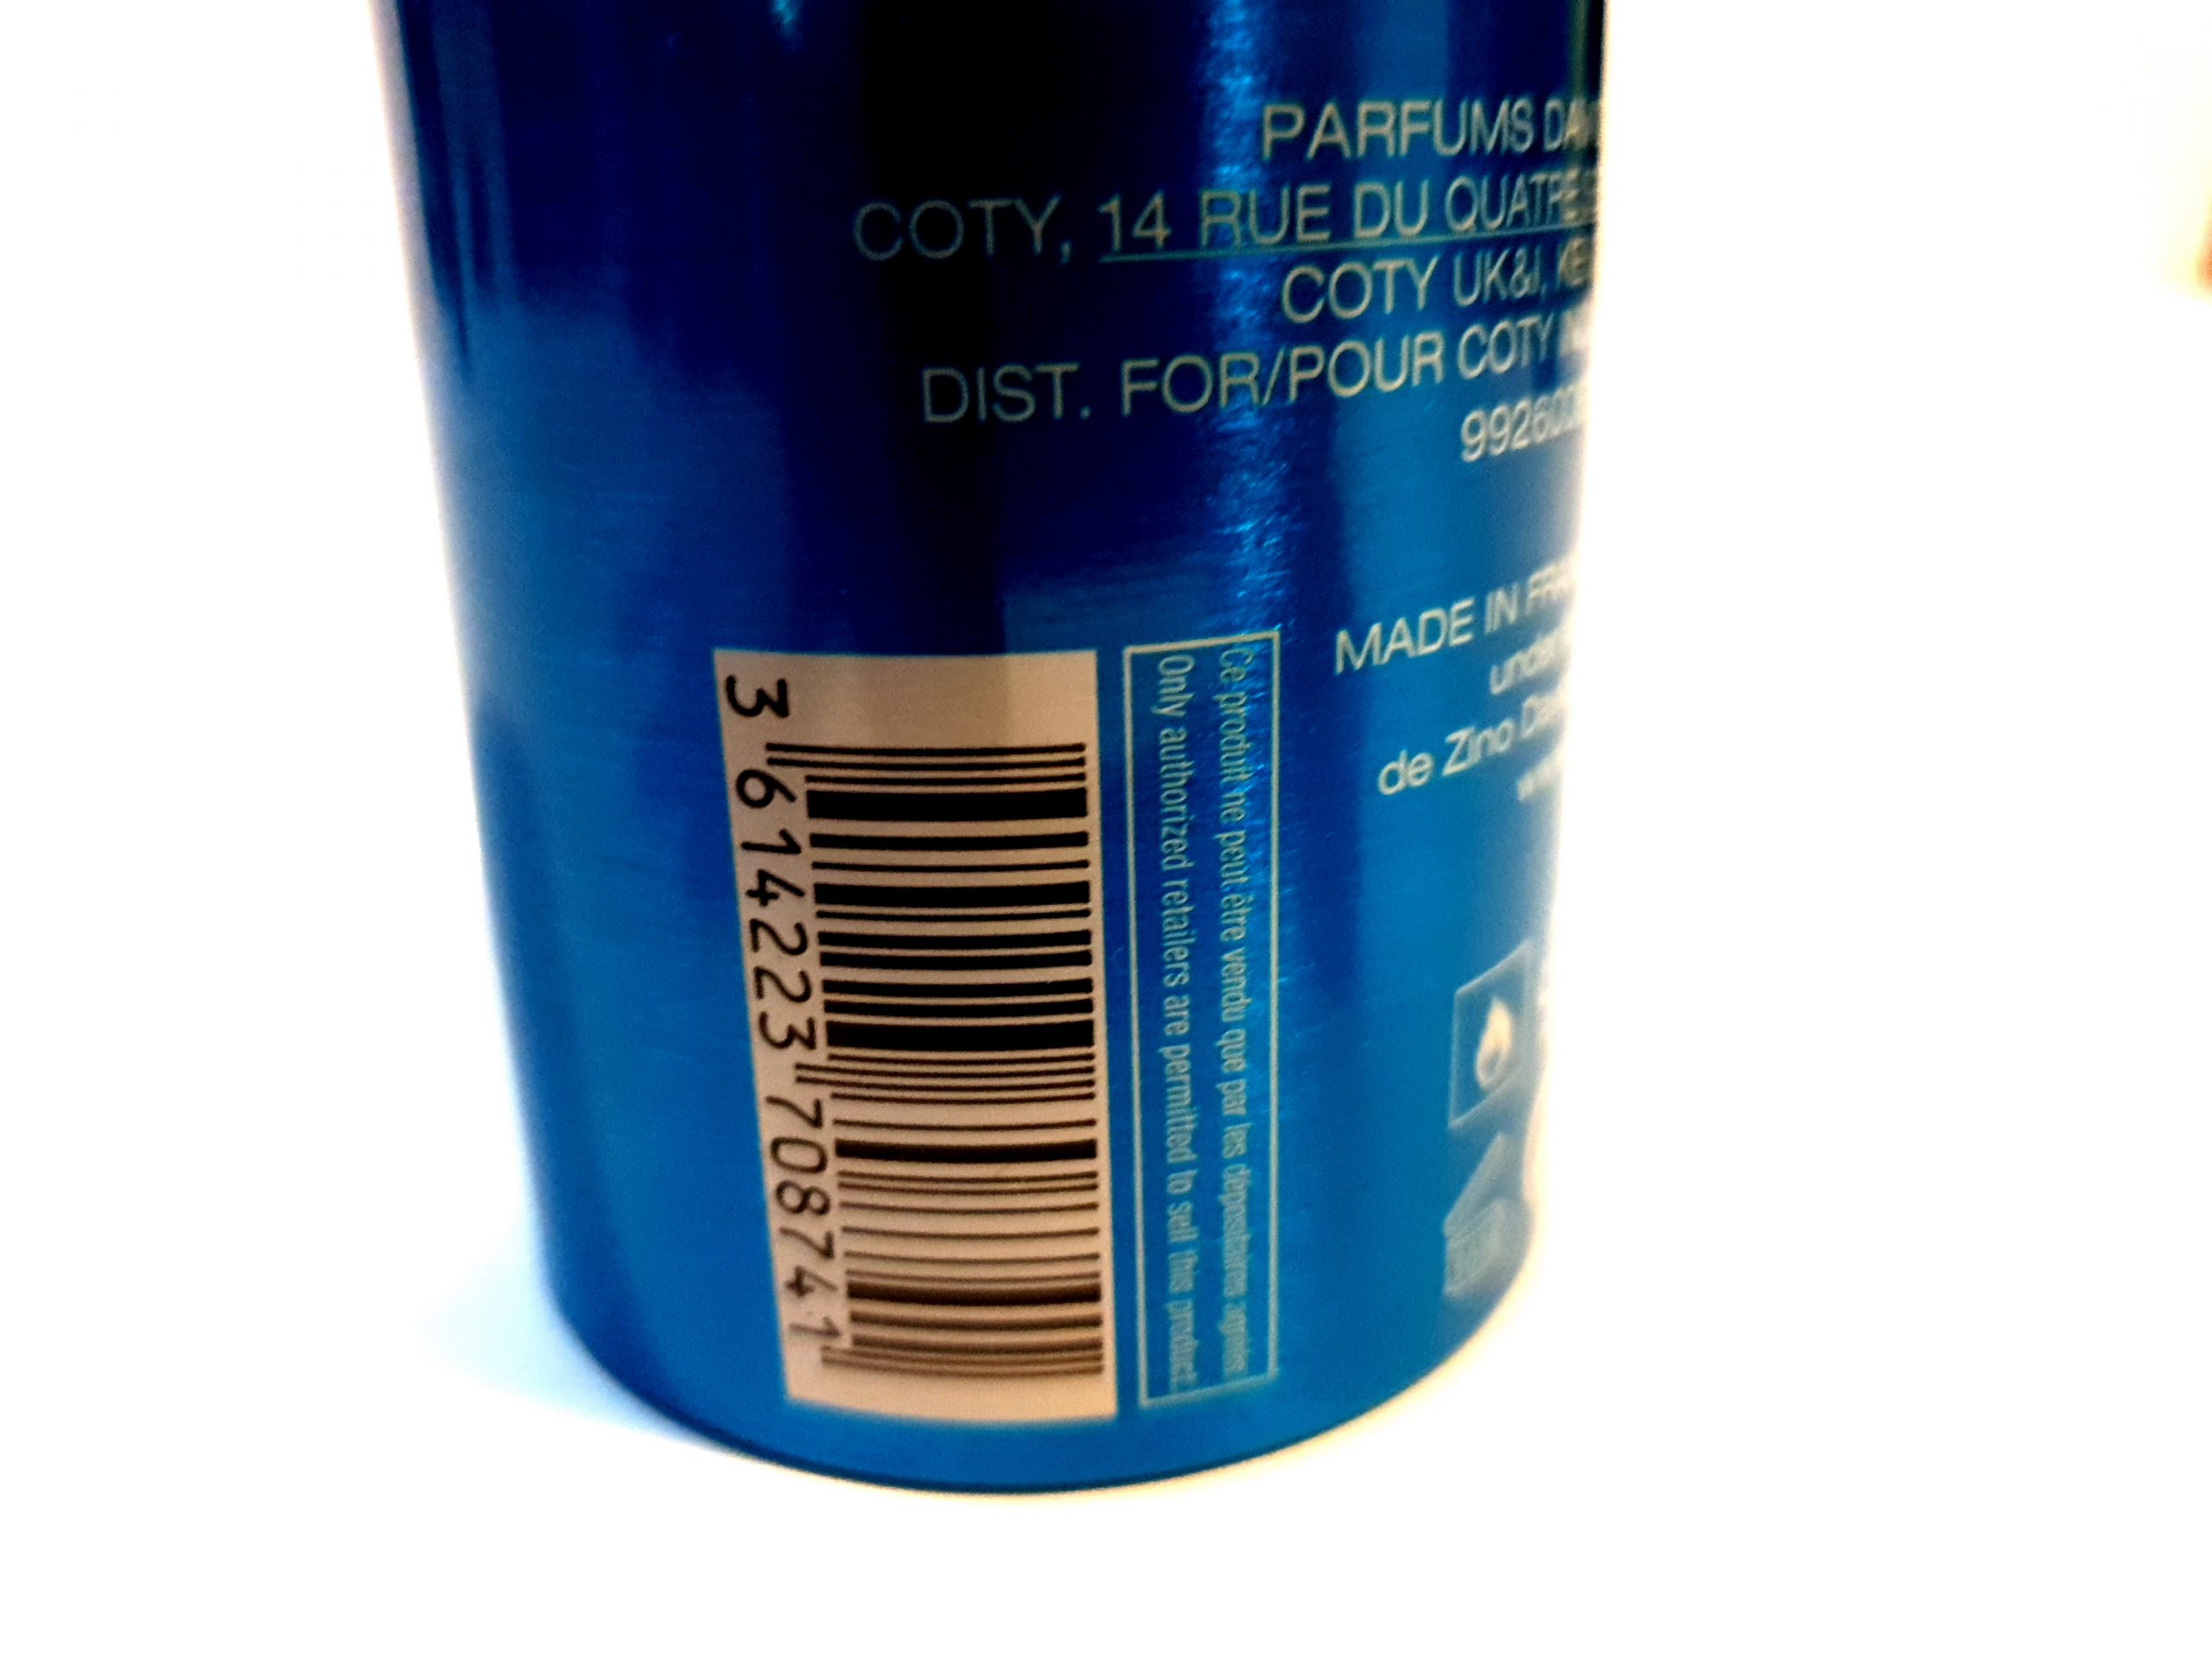 PARFUMS
COTY, 14 RUE DU QUATRE
COTY UK&I,
DIST. FOR/POUR COTY
MADE IN
de Zino
3 614223 708741
Ce produit ne peut être vendu que par les dépositaires agréés.
Only authorized retailers are permitted to sell this product.